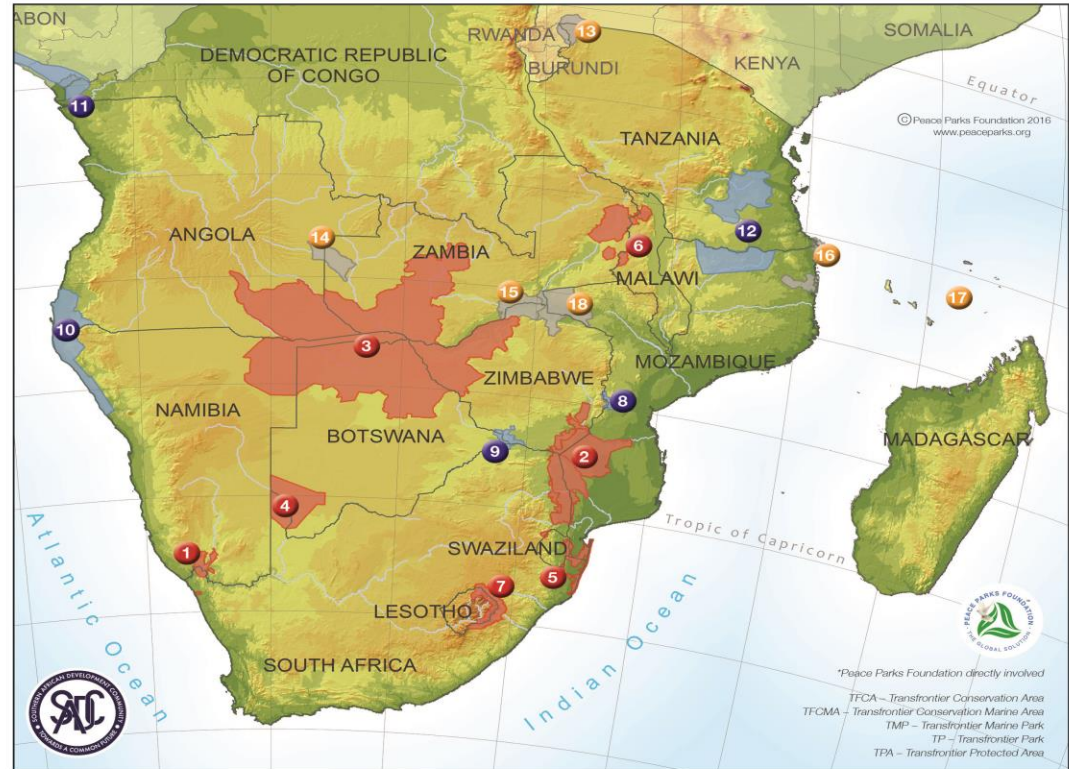 ABON
RWANDA
13
SOMALIA
DEMOCRATIC REPUBLIC
OF CONGO
BURUNDI
KENYA
Equator
11
© Peace Parks Foundation 2016
www.peaceparks.org
TANZANIA
ANGOLA
14
ZAMBIA
6
12
16
MALAWI
15
18
17
10
3
MOZAMBIQUE
ZIMBABWE
NAMIBIA
8
BOTSWANA
9
2
MADAGASCAR
4
Tropic of Capricorn
1
SWAZILAND
5
7
LESOTHO
SOUTH AFRICA
Atlantic Ocean
Indian Ocean
PEACE PARKS FOUNDATION
THE GLOBAL SOLUTION
*Peace Parks Foundation directly involved
TFCA – Transfrontier Conservation Area
TFCMA – Transfrontier Conservation Marine Area
TMP – Transfrontier Marine Park
TP – Transfrontier Park
TPA – Transfrontier Protected Area
SOUTHERN AFRICAN DEVELOPMENT COMMUNITY
SADC
TOWARDS A COMMON FUTURE